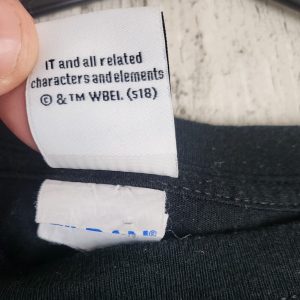 IT and all related
characters and elements
© & TM WBEI. (s18)